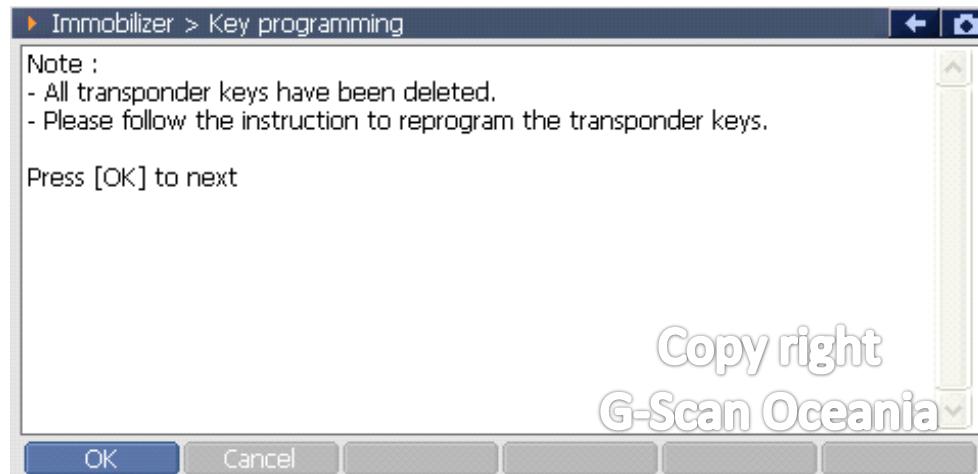 Immobilizer > Key programming
Note :
- All transponder keys have been deleted.
- Please follow the instruction to reprogram the transponder keys.
Press [OK] to next
Copy right
G-Scan Oceania
OK Cancel